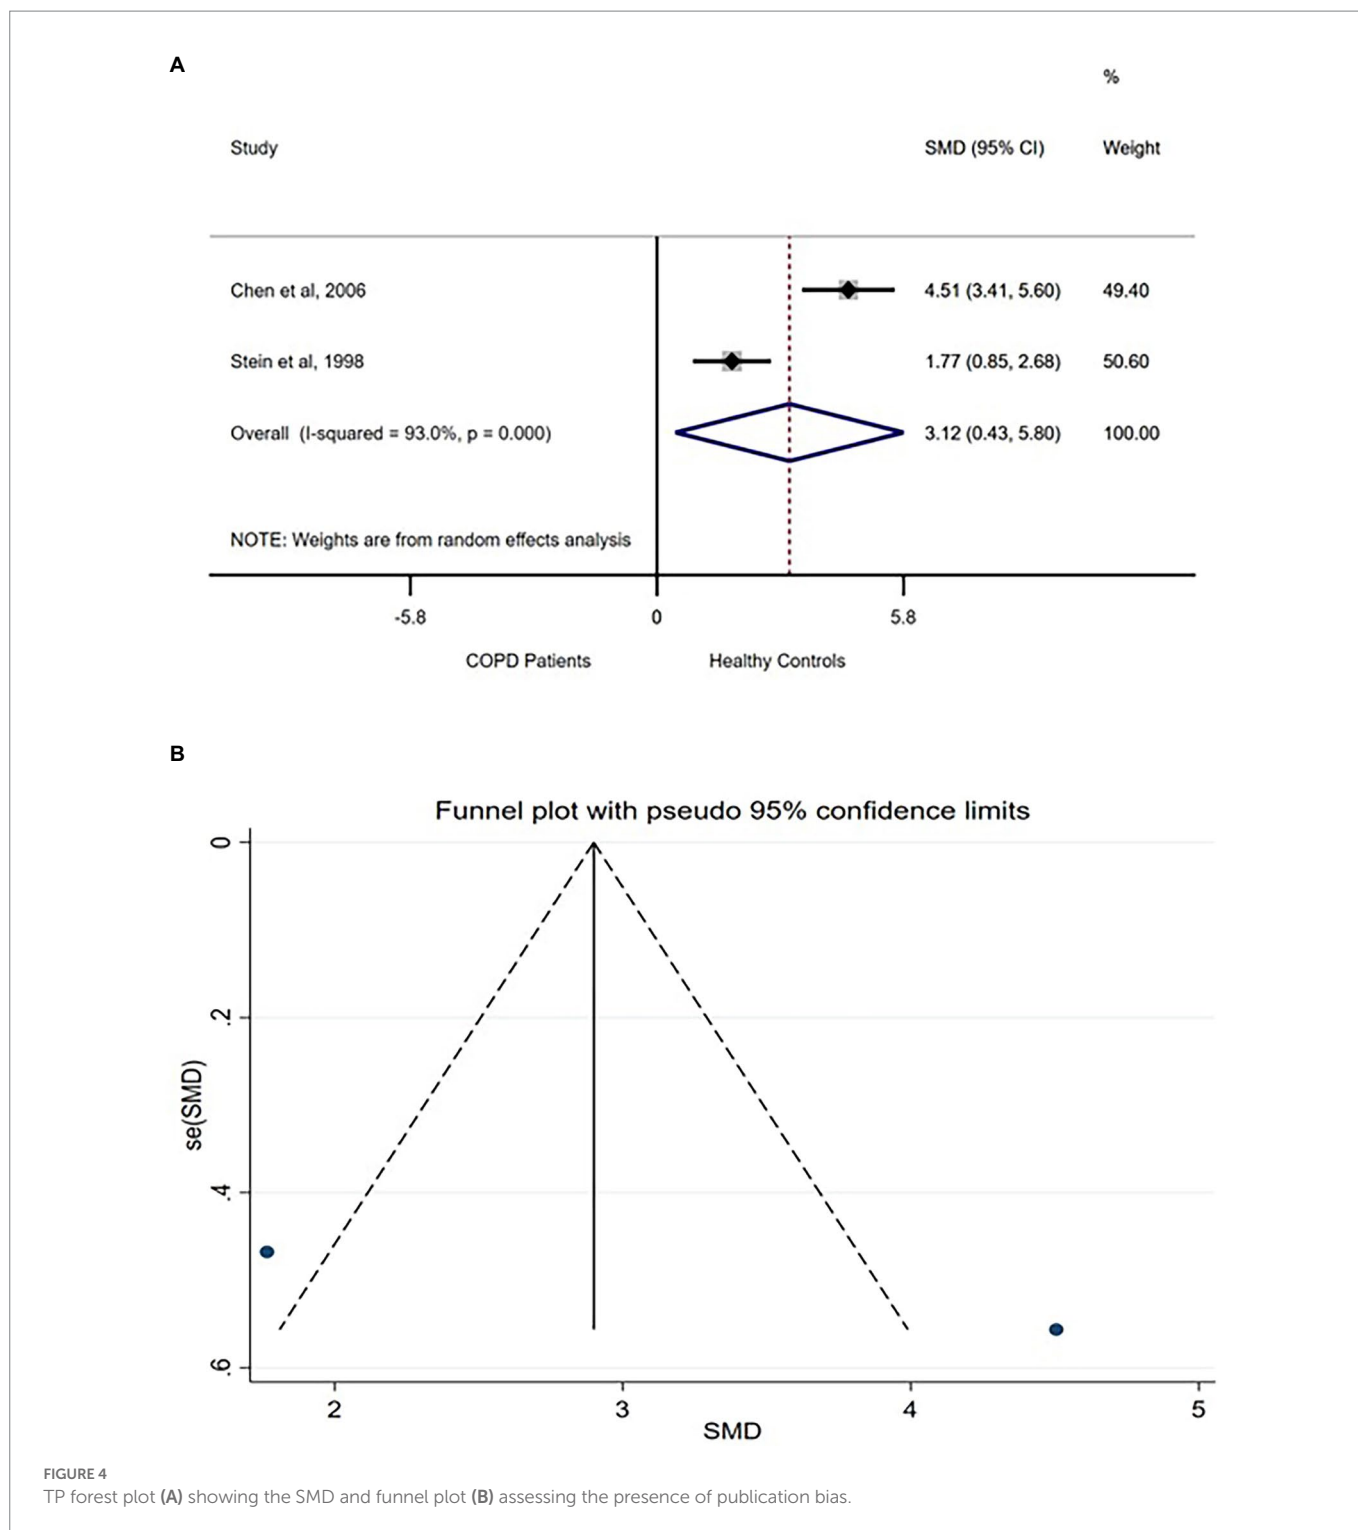 A
%
Study SMD (95% CI) Weight
Chen et al, 2006 4.51 (3.41, 5.60) 49.40
Stein et al, 1998 1.77 (0.85, 2.68) 50.60
Overall (I-squared = 93.0%, p = 0.000) 3.12 (0.43, 5.80) 100.00
NOTE: Weights are from random effects analysis
-5.8 0 5.8
COPD Patients Healthy Controls
B
Funnel plot with pseudo 95% confidence limits
0
.2
se(SMD)
.4
.6
2 3 4 5
SMD
FIGURE 4
TP forest plot (A) showing the SMD and funnel plot (B) assessing the presence of publication bias.